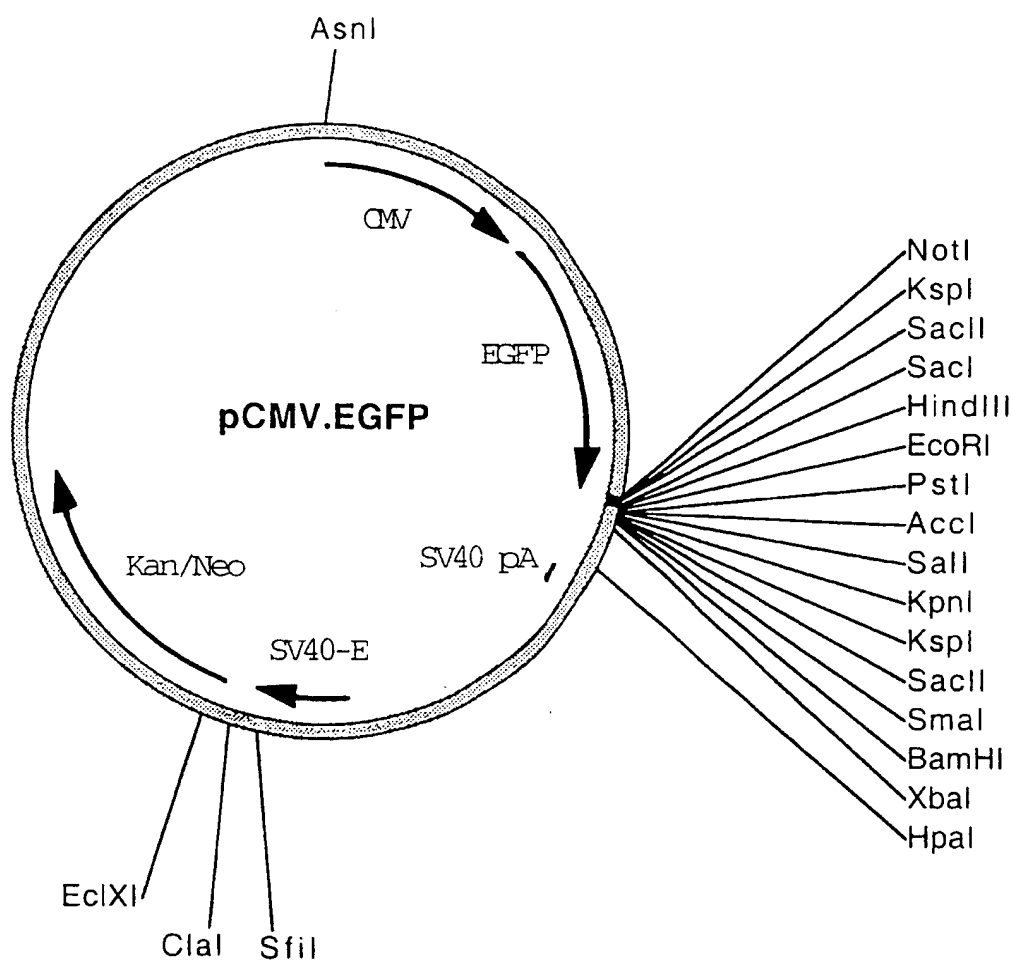 AsnI
CMV
NotI
KspI
SacII
EGFP
SacI
HindIII
pCMV.EGFP
EcoRI
PstI
AccI
Kan/Neo
SV40 pA
SalI
KpnI
SV40-E
KspI
SacII
SmaI
BamHI
XbaI
HpaI
EclXI
ClaI
SfiI